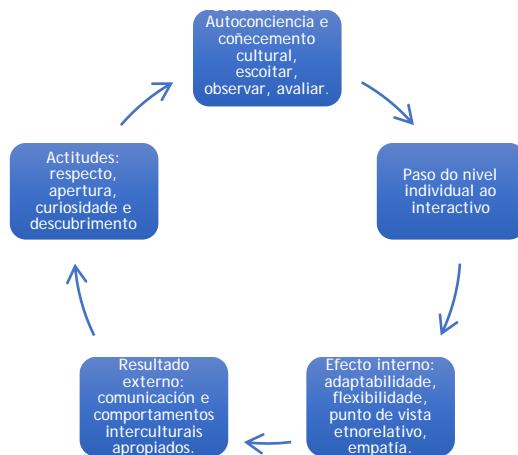 Autoconciencia e
coñecemento
cultural,
escoitar,
observar, avaliar.
Paso do nivel
individual ao
interactivo
Efecto interno:
adaptabilidade,
flexibilidade,
punto de vista
etnorelativo,
empatía.
Resultado
externo:
comunicación e
comportamentos
interculturais
apropiados.
Actitudes:
respecto,
apertura,
curiosidade e
descubrimento